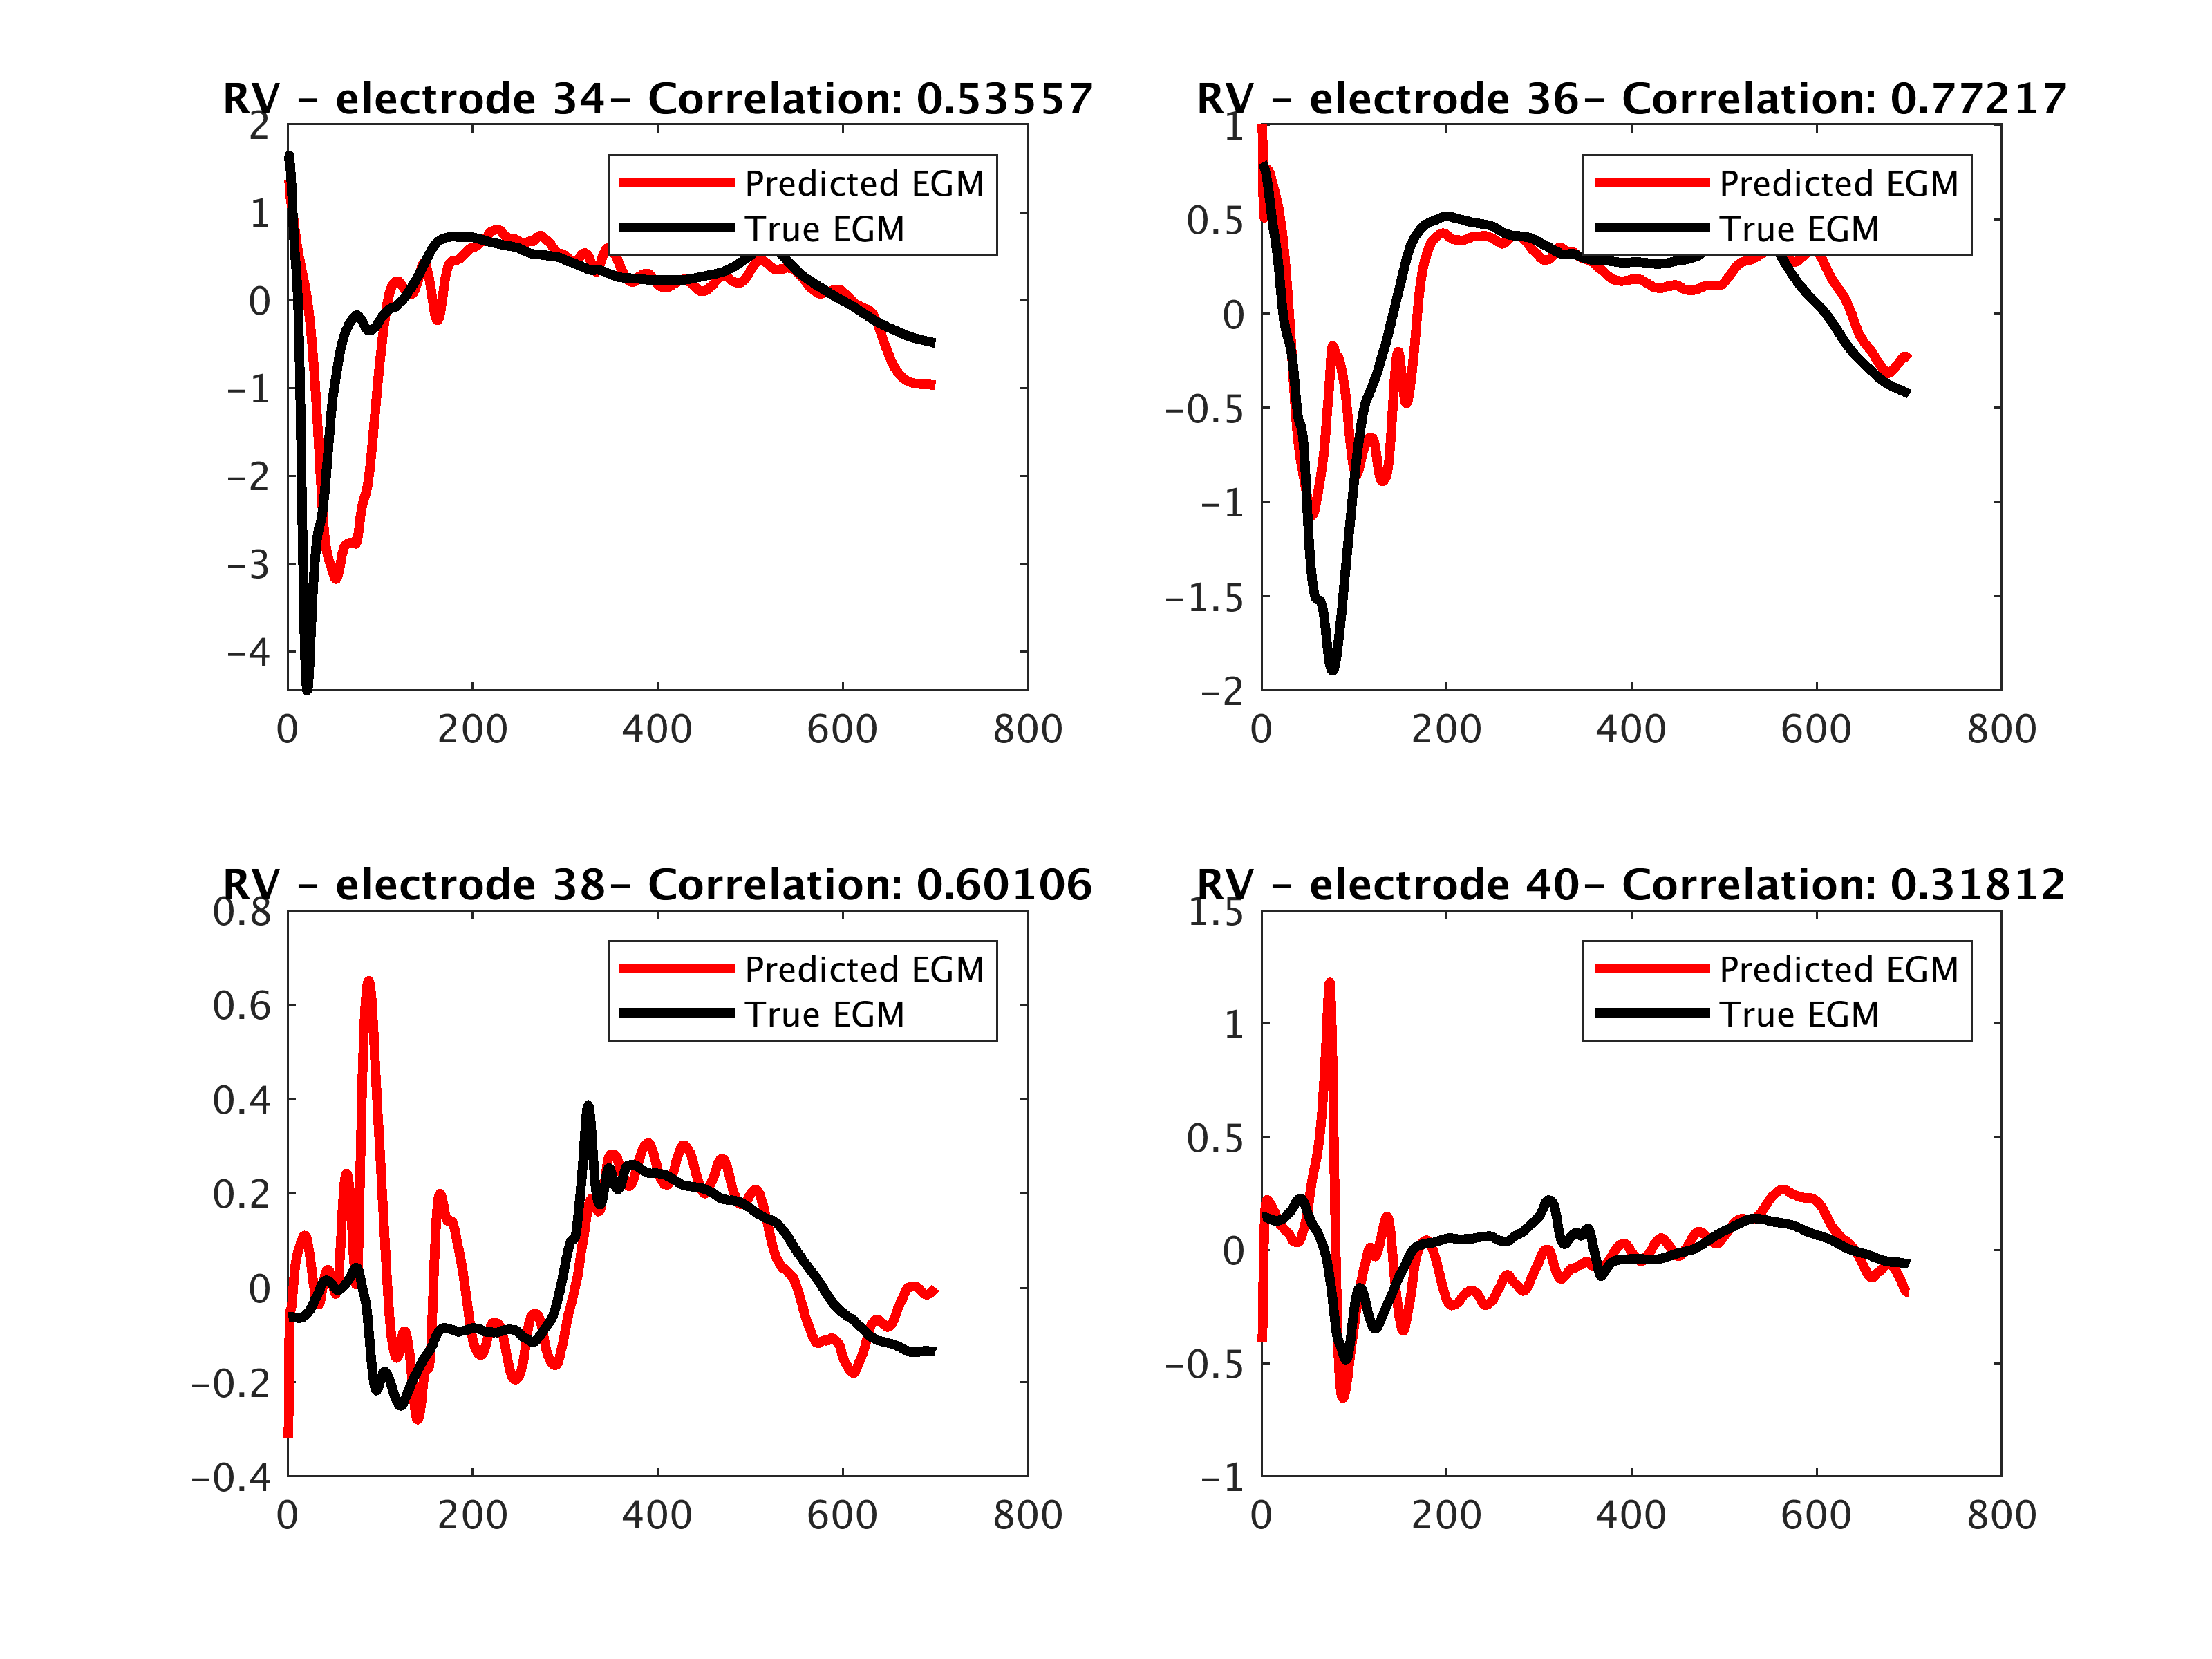 RV – electrode 34– Correlation: 0.53557
2
1
0
–1
–2
–3
–4
0 200 400 600 800
Predicted EGM
True EGM
RV – electrode 36– Correlation: 0.77217
1
0.5
0
–0.5
–1
–1.5
–2
0 200 400 600 800
Predicted EGM
True EGM
RV – electrode 38– Correlation: 0.60106
0.8
0.6
0.4
0.2
0
–0.2
–0.4
0 200 400 600 800
Predicted EGM
True EGM
RV – electrode 40– Correlation: 0.31812
1.5
1
0.5
0
–0.5
–1
0 200 400 600 800
Predicted EGM
True EGM